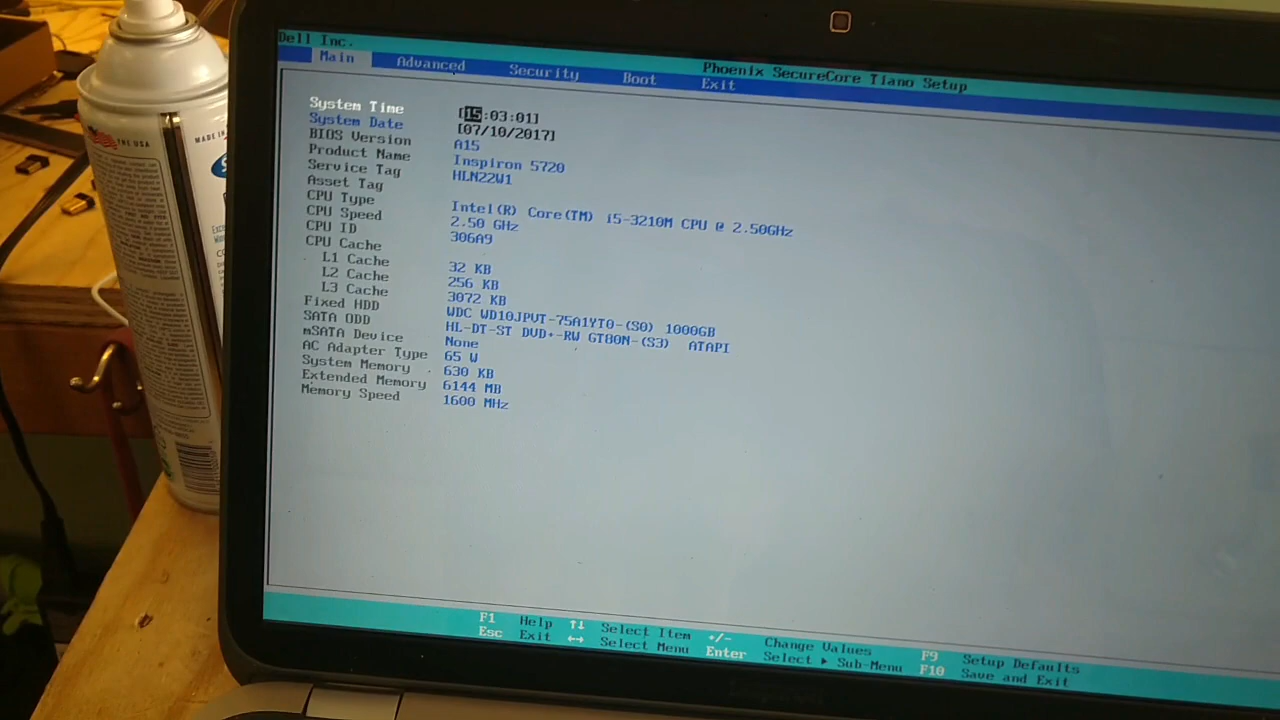 Dell Inc.
Phoenix SecureCore Tiano Setup
Main Advanced Security Boot Exit
System Time [15:03:01]
System Date [07/10/2017]
BIOS Version A15
Product Name Inspiron 5720
Service Tag HLN22W1
Asset Tag
CPU Type Intel(R) Core(TM) i5-3210M CPU @ 2.50GHz
CPU Speed 2.50 GHz
CPU ID 306A9
CPU Cache
L1 Cache 32 KB
L2 Cache 256 KB
L3 Cache 3072 KB
Fixed HDD WDC WD10JPVT-75A1YT0-(S0) 1000GB
SATA ODD HL-DT-ST DVD+-RW GT80N-(S3) ATAPI
mSATA Device None
AC Adapter Type 65 W
System Memory 630 KB
Extended Memory 6144 MB
Memory Speed 1600 MHz
F1 Help ↑↓ Select Item +/- Change Values F9 Setup Defaults
Esc Exit ↔ Select Menu Enter Select ▶ Sub-Menu F10 Save and Exit
THE USA
MADE IN